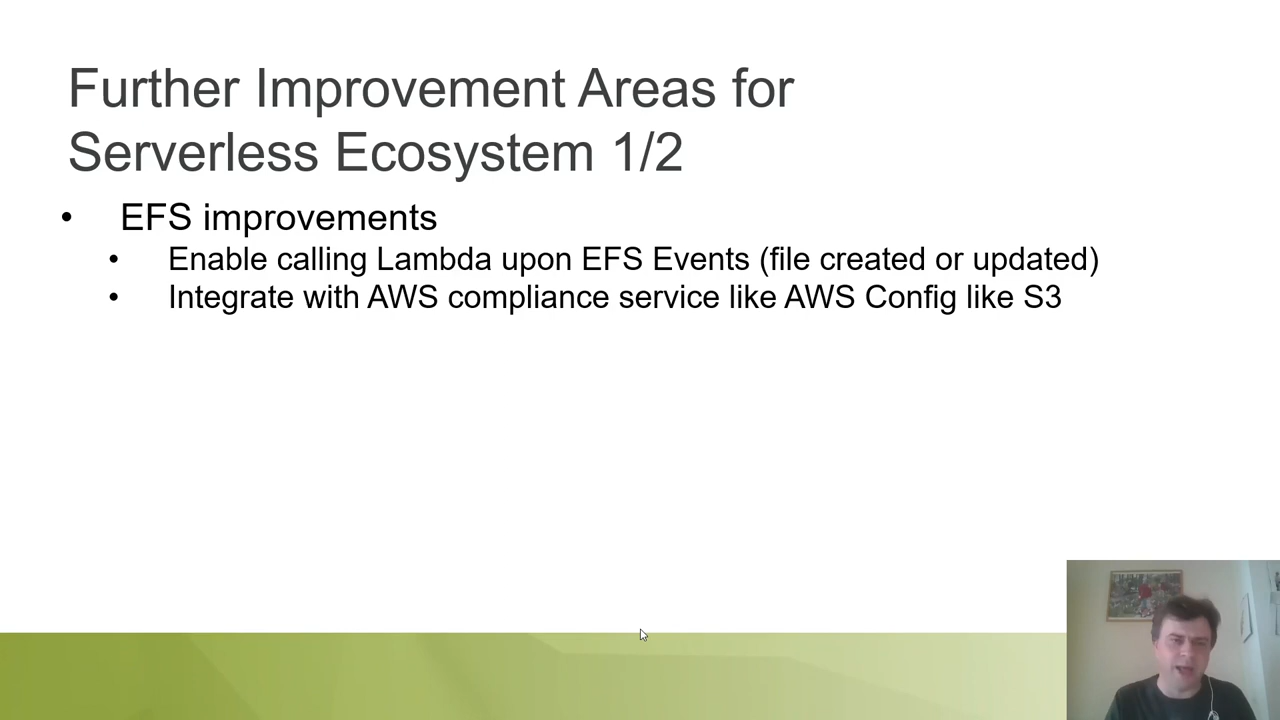 Further Improvement Areas for
Serverless Ecosystem 1/2
• EFS improvements
• Enable calling Lambda upon EFS Events (file created or updated)
• Integrate with AWS compliance service like AWS Config like S3